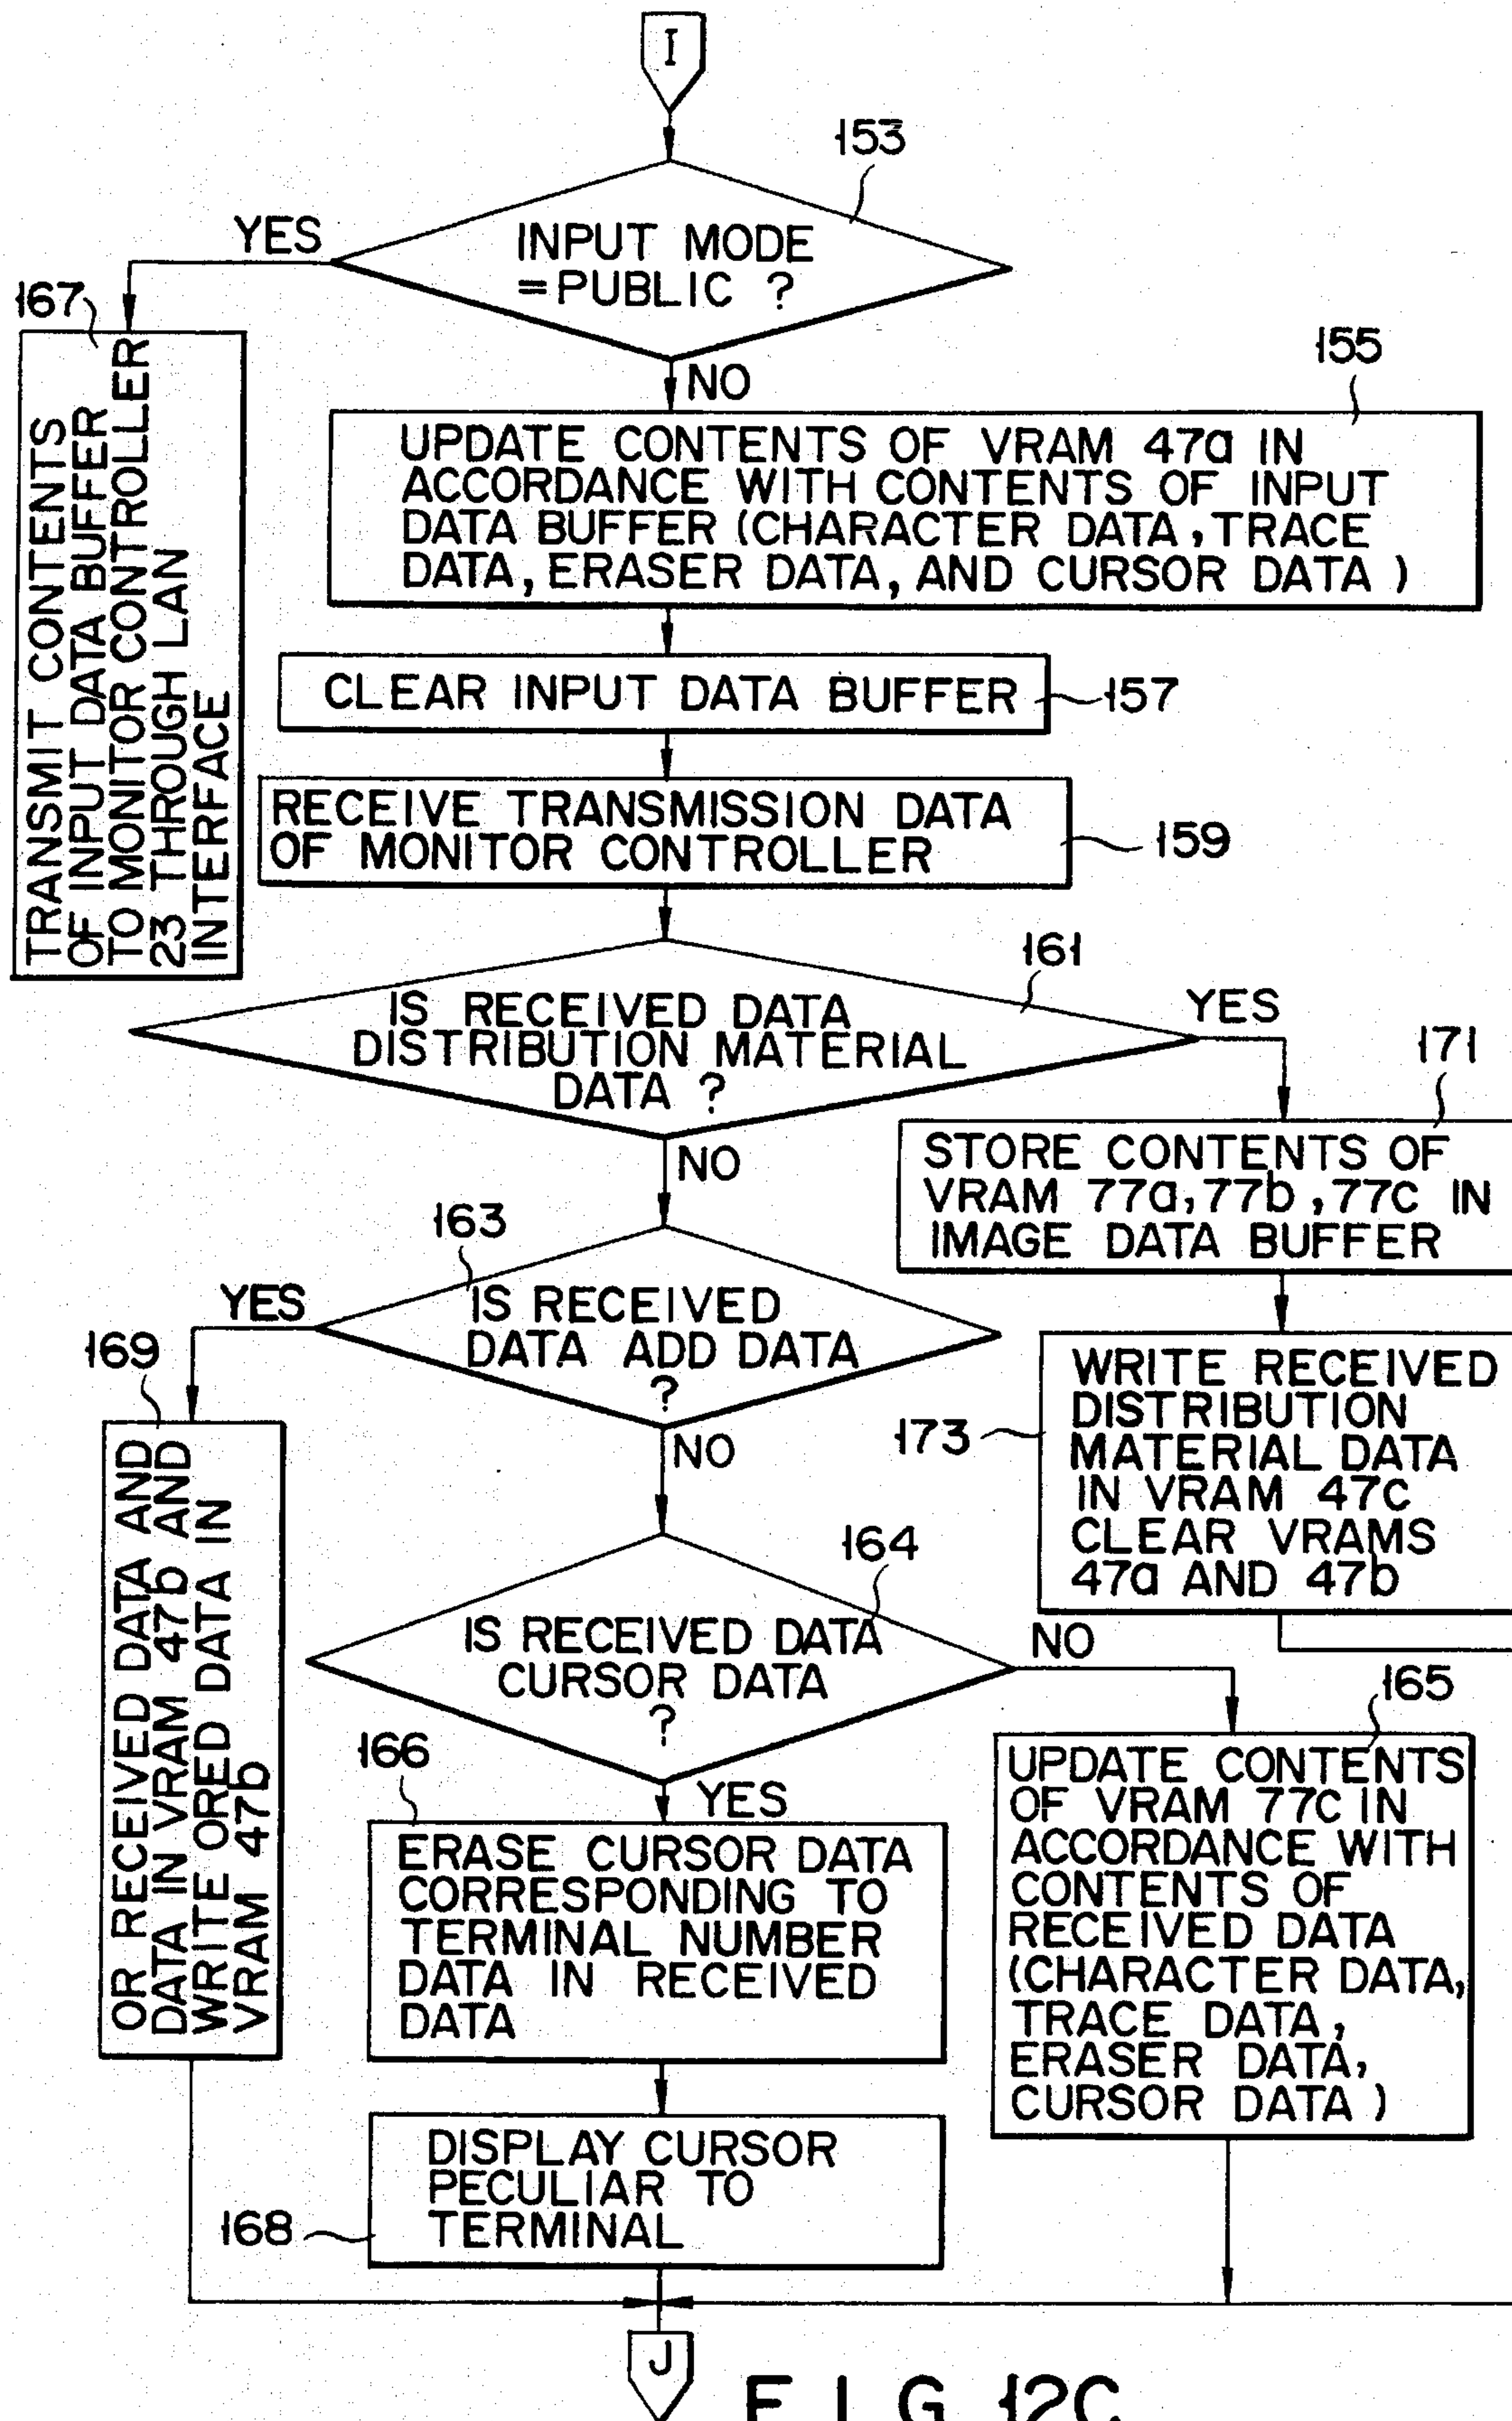 I
153
YES
INPUT MODE
=PUBLIC ?
167
NO
155
TRANSMIT CONTENTS
OF INPUT DATA BUFFER
TO MONITOR CONTROLLER
23 THROUGH LAN
INTERFACE
UPDATE CONTENTS OF VRAM 47a IN
ACCORDANCE WITH CONTENTS OF INPUT
DATA BUFFER (CHARACTER DATA, TRACE
DATA, ERASER DATA, AND CURSOR DATA )
CLEAR INPUT DATA BUFFER
157
RECEIVE TRANSMISSION DATA
OF MONITOR CONTROLLER
159
161
IS RECEIVED DATA
DISTRIBUTION MATERIAL
DATA ?
YES
171
NO
STORE CONTENTS OF
VRAM 77a, 77b, 77c IN
IMAGE DATA BUFFER
163
YES
IS RECEIVED
DATA ADD DATA
?
169
NO
173
WRITE RECEIVED
DISTRIBUTION
MATERIAL DATA
IN VRAM 47c
CLEAR VRAMS
47a AND 47b
OR RECEIVED DATA AND
DATA IN VRAM 47b AND
WRITE ORED DATA IN
VRAM 47b
164
IS RECEIVED DATA
CURSOR DATA
?
NO
165
166
YES
ERASE CURSOR DATA
CORRESPONDING TO
TERMINAL NUMBER
DATA IN RECEIVED
DATA
UPDATE CONTENTS
OF VRAM 77C IN
ACCORDANCE WITH
CONTENTS OF
RECEIVED DATA
(CHARACTER DATA,
TRACE DATA,
ERASER DATA,
CURSOR DATA )
DISPLAY CURSOR
PECULIAR TO
TERMINAL
168
J
F I G. 12C